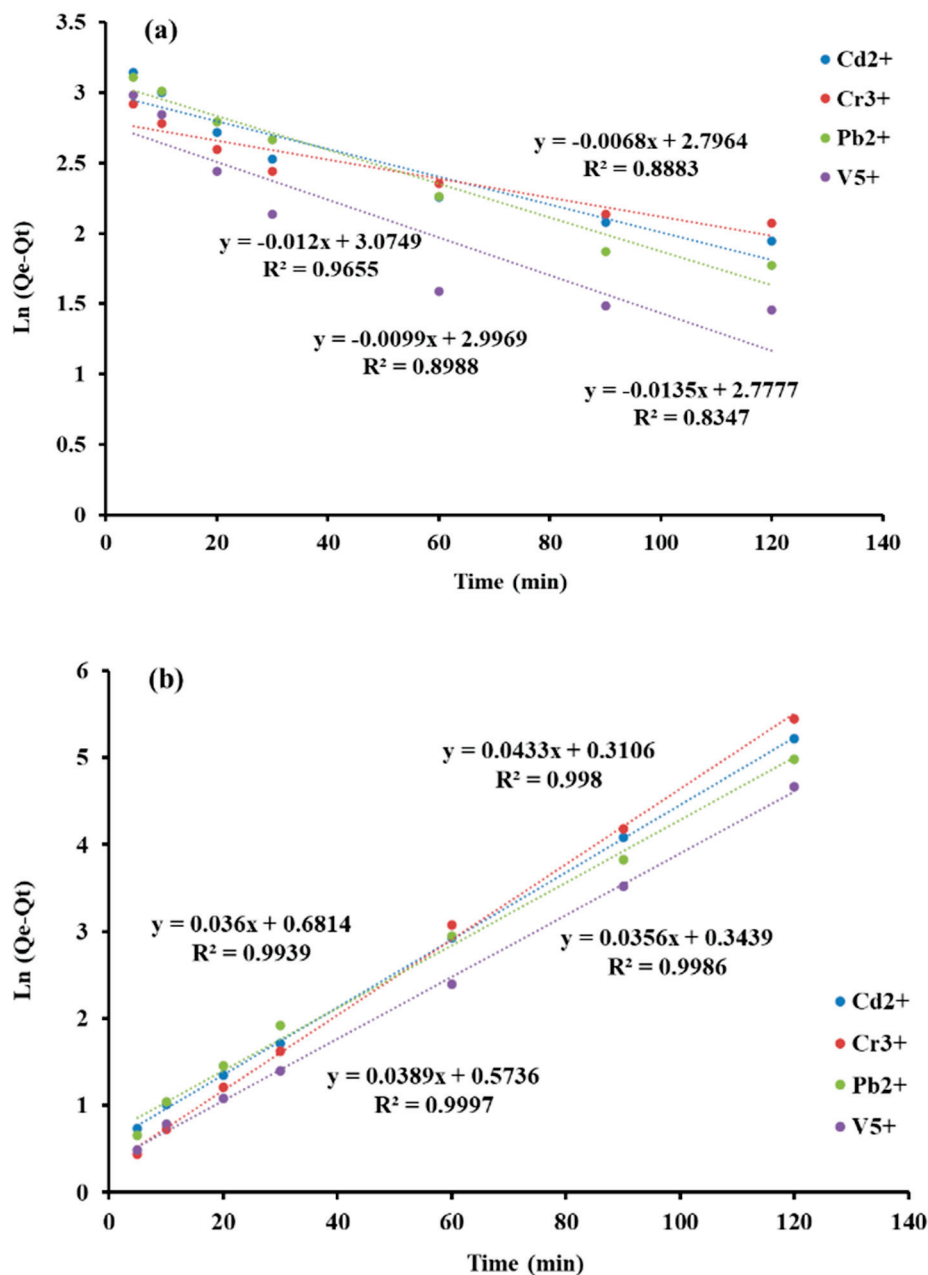 (a)
3.5
3
2.5
2
1.5
1
0.5
0
0
20
40
60
80
100
120
140
Ln (Qe-Qt)
Time (min)
Cd2+
Cr3+
Pb2+
V5+
y = -0.0068x + 2.7964
R² = 0.8883
y = -0.012x + 3.0749
R² = 0.9655
y = -0.0099x + 2.9969
R² = 0.8988
y = -0.0135x + 2.7777
R² = 0.8347
(b)
6
5
4
3
2
1
0
0
20
40
60
80
100
120
140
Ln (Qe-Qt)
Time (min)
y = 0.0433x + 0.3106
R² = 0.998
y = 0.036x + 0.6814
R² = 0.9939
y = 0.0356x + 0.3439
R² = 0.9986
y = 0.0389x + 0.5736
R² = 0.9997
Cd2+
Cr3+
Pb2+
V5+